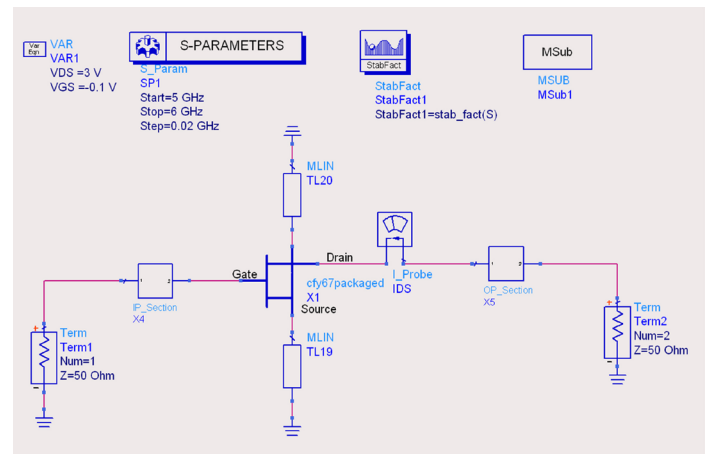 Var
Eqn
VAR
VAR1
VDS =3 V
VGS =-0.1 V
S-PARAMETERS
S_Param
SP1
Start=5 GHz
Stop=6 GHz
Step=0.02 GHz
StabFact
StabFact
StabFact1
StabFact1=stab_fact(S)
MSub
MSUB
MSub1
MLIN
TL20
Drain
Gate
cfy67packaged
X1
Source
I_Probe
IDS
1
2
IP_Section
X4
1
2
OP_Section
X5
+
Term
Term1
Num=1
Z=50 Ohm
-
MLIN
TL19
+
Term
Term2
Num=2
Z=50 Ohm
-